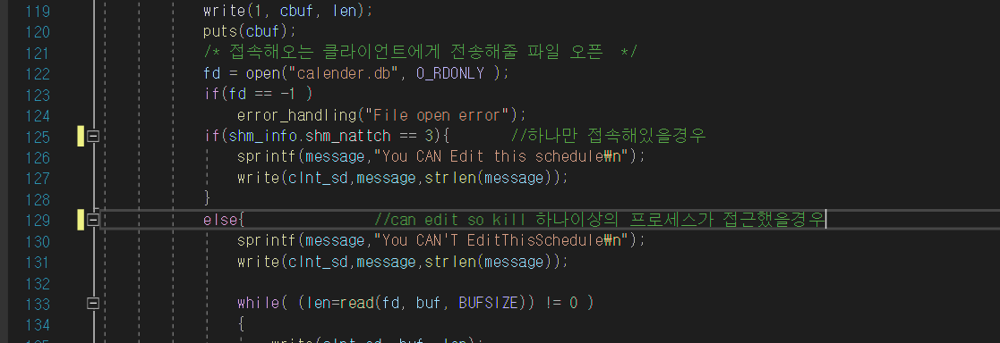 119 write(1, cbuf, len);
120 puts(cbuf);
121 /* 접속해오는 클라이언트에게 전송해줄 파일 오픈 */
122 fd = open("calender.db", O_RDONLY );
123 if(fd == -1 )
124 error_handling("File open error");
125 if(shm_info.shm_nattch == 3){ //하나만 접속해있을경우
126 sprintf(message,"You CAN Edit this schedule₩n");
127 write(clnt_sd,message,strlen(message));
128 }
129 else{ //can edit so kill 하나이상의 프로세스가 접근했을경우
130 sprintf(message,"You CAN'T EditThisSchedule₩n");
131 write(clnt_sd,message,strlen(message));
132
133 while( (len=read(fd, buf, BUFSIZE)) != 0 )
134 {
write(clnt_sd, buf, len);